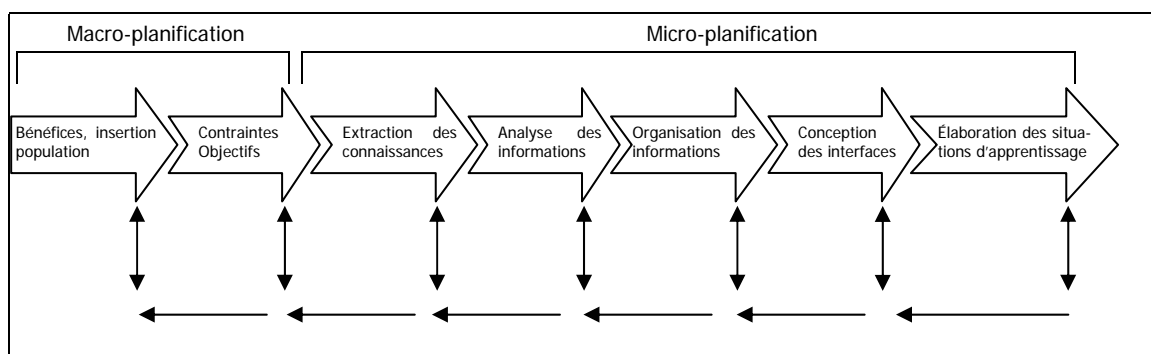 Macro-planification
Micro-planification
Bénéfices, insertion
population
Contraintes
Objectifs
Extraction des
connaissances
Analyse des
informations
Organisation des
informations
Conception
des interfaces
Élaboration des situa-
tions d'apprentissage